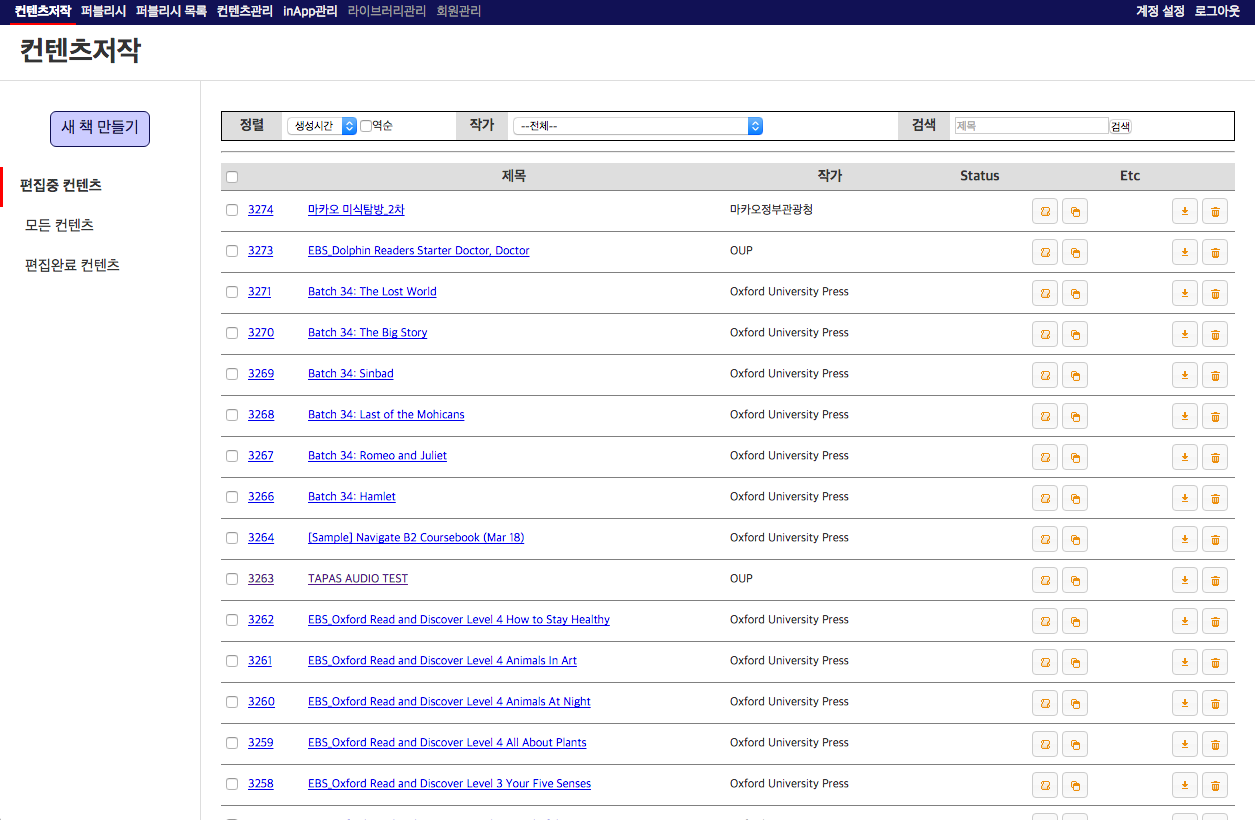 컨텐츠저작 퍼블리시 퍼블리시 목록 컨텐츠관리 inApp관리 라이브러리관리 회원관리 계정 설정 로그아웃
컨텐츠저작
새 책 만들기
편집중 컨텐츠
모든 컨텐츠
편집완료 컨텐츠
정렬 생성시간 역순 작가 --전체-- 검색 제목 검색
제목 작가 Status Etc
3274 마카오 미식탐방_2차 마카오정부관광청
3273 EBS_Dolphin Readers Starter Doctor, Doctor OUP
3271 Batch 34: The Lost World Oxford University Press
3270 Batch 34: The Big Story Oxford University Press
3269 Batch 34: Sinbad Oxford University Press
3268 Batch 34: Last of the Mohicans Oxford University Press
3267 Batch 34: Romeo and Juliet Oxford University Press
3266 Batch 34: Hamlet Oxford University Press
3264 [Sample] Navigate B2 Coursebook (Mar 18) Oxford University Press
3263 TAPAS AUDIO TEST OUP
3262 EBS_Oxford Read and Discover Level 4 How to Stay Healthy Oxford University Press
3261 EBS_Oxford Read and Discover Level 4 Animals In Art Oxford University Press
3260 EBS_Oxford Read and Discover Level 4 Animals At Night Oxford University Press
3259 EBS_Oxford Read and Discover Level 4 All About Plants Oxford University Press
3258 EBS_Oxford Read and Discover Level 3 Your Five Senses Oxford University Press